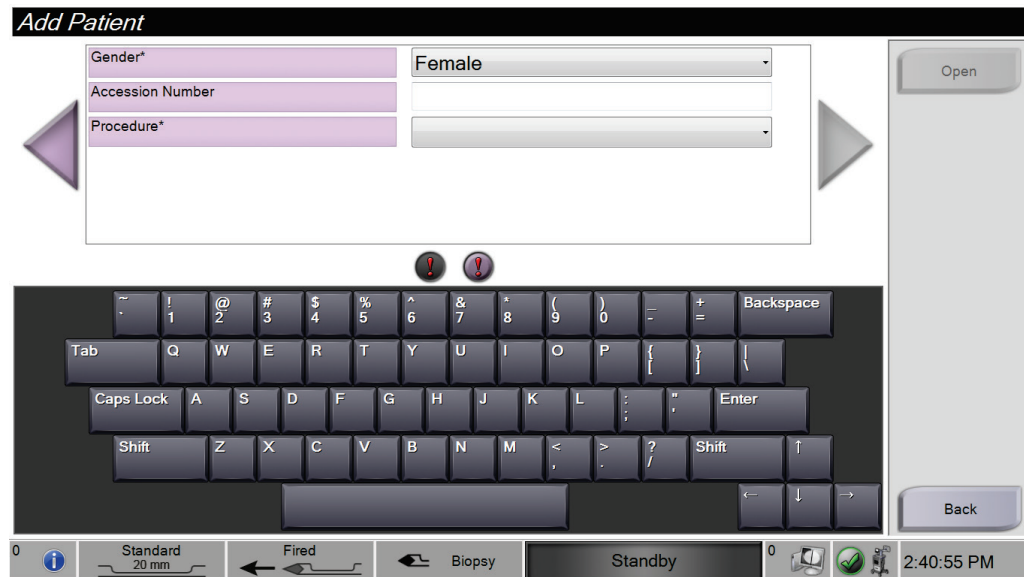 Add Patient
Gender*
Female
Open
Accession Number
Procedure*
~ ! @ # $ % ^ & * ( ) _ + Backspace
` 1 2 3 4 5 6 7 8 9 0 - =
Tab Q W E R T Y U I O P { } |
[ ] \
Caps Lock A S D F G H J K L : " Enter
; '
Shift Z X C V B N M < > ? Shift ↑
, . /
← ↓ →
Back
0 Standard Fired Biopsy Standby 0 2:40:55 PM
20 mm